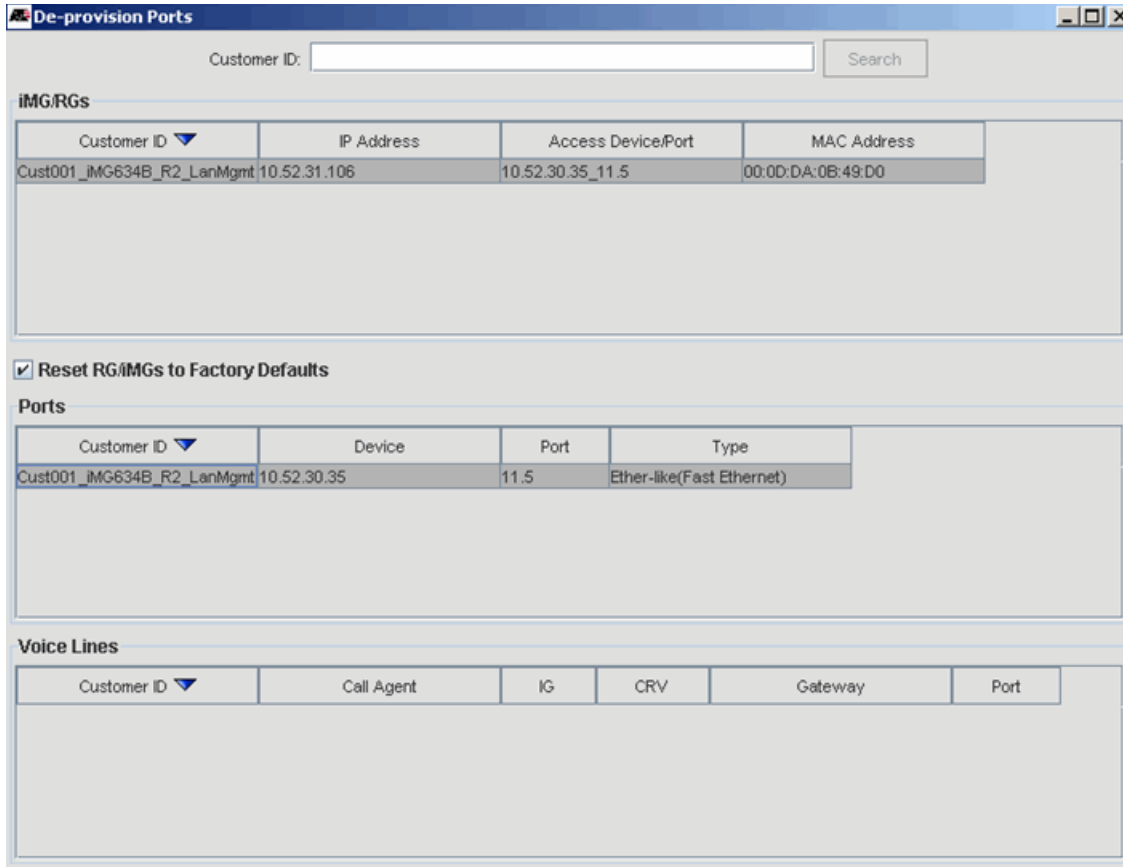 De-provision Ports
Customer ID: Search
iMG/RGs
Customer ID IP Address Access Device/Port MAC Address
Cust001_iMG634B_R2_LanMgmt 10.52.31.106 10.52.30.35_11.5 00:0D:DA:0B:49:D0
Reset RG/iMGs to Factory Defaults
Ports
Customer ID Device Port Type
Cust001_iMG634B_R2_LanMgmt 10.52.30.35 11.5 Ether-like(Fast Ethernet)
Voice Lines
Customer ID Call Agent IG CRV Gateway Port